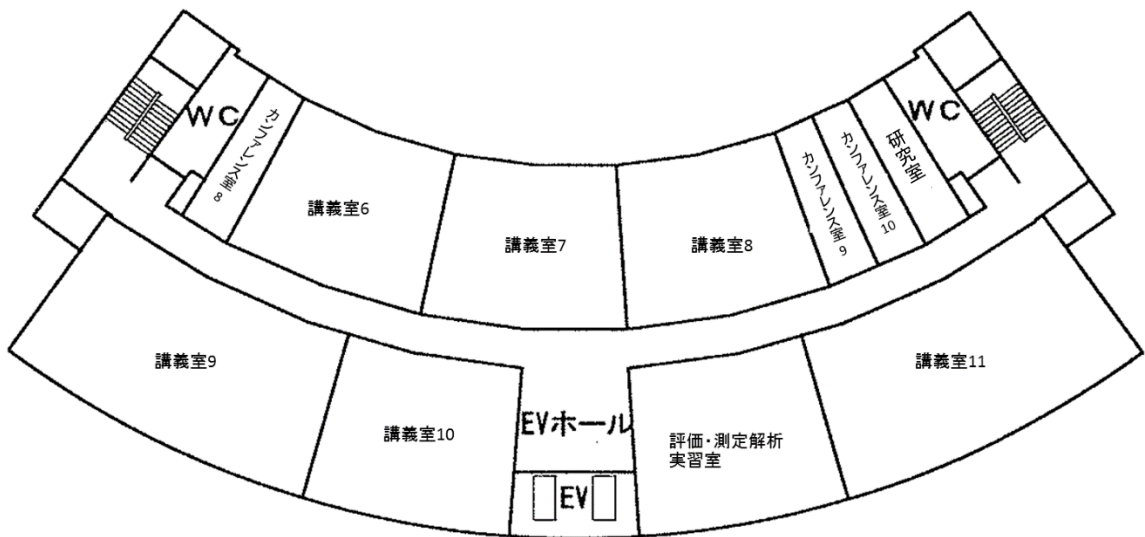 WC
カンファレンス室8
講義室6
講義室7
講義室8
カンファレンス室9
カンファレンス室10
研究室
WC
講義室9
講義室10
EVホール
EV
評価・測定解析
実習室
講義室11